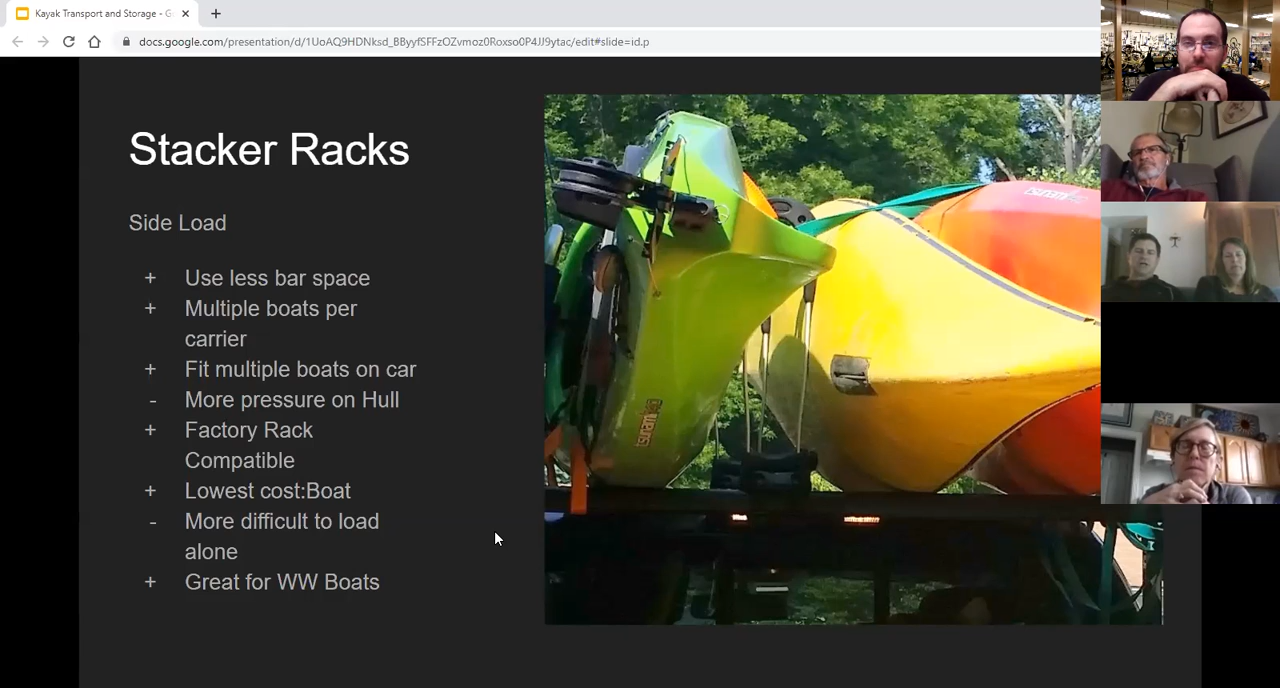 Kayak Transport and Storage - G
docs.google.com/presentation/d/1UoAQ9HDNksd_BByyfSFFzOZvmoz0Roxso0P4JJ9ytac/edit#slide=id.p
Stacker Racks
Side Load
+ Use less bar space
+ Multiple boats per
carrier
+ Fit multiple boats on car
- More pressure on Hull
+ Factory Rack
Compatible
+ Lowest cost:Boat
- More difficult to load
alone
+ Great for WW Boats